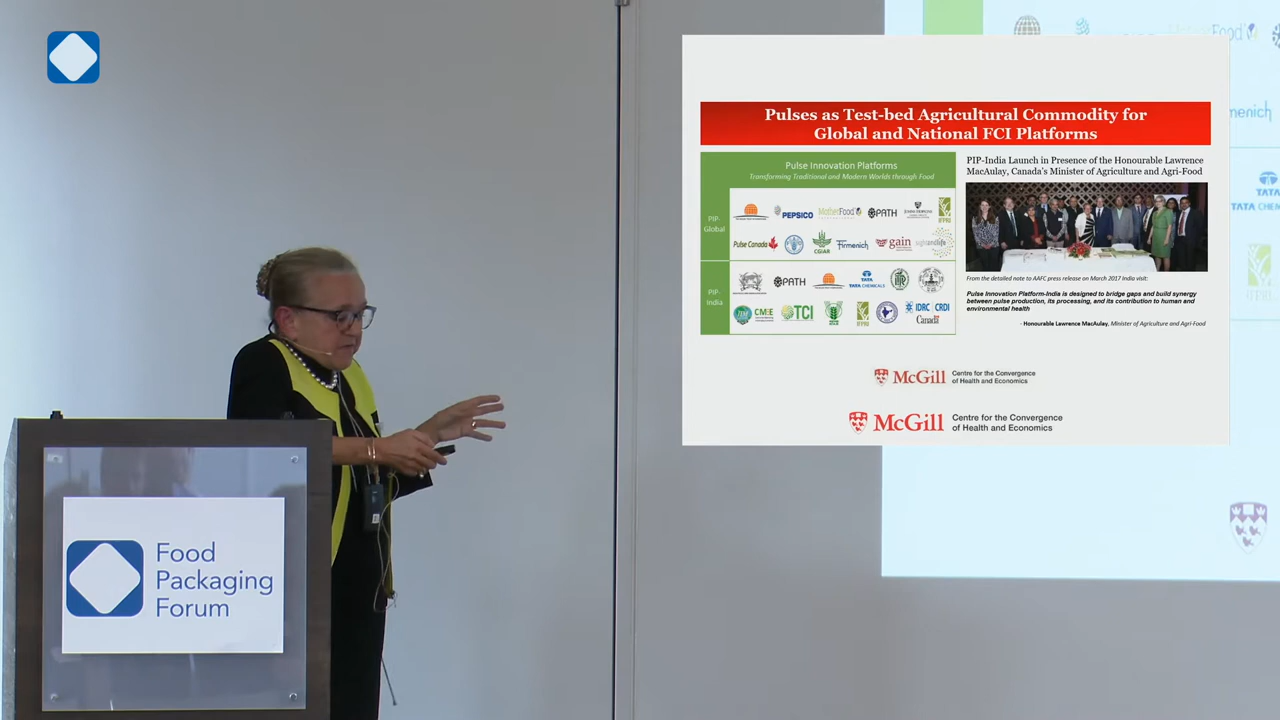 Pulses as Test-bed Agricultural Commodity for
Global and National FCI Platforms
Pulse Innovation Platforms
Transforming Traditional and Modern Worlds through Food
PIP-
Global
PEPSICO
PATH
Pulse Canada
CGIAR
Firmenich
gain
sightandlife
IFPRI
PIP-
India
PATH
TATA
TATA CHEMICALS
CMEE
TCI
IFPRI
IDRC CRDI
Canada
PIP-India Launch in Presence of the Honourable Lawrence
MacAulay, Canada's Minister of Agriculture and Agri-Food
From the detailed note to AAFC press release on March 2017 India visit:
Pulse Innovation Platform-India is designed to bridge gaps and build synergy
between pulse production, its processing, and its contribution to human and
environmental health
- Honourable Lawrence MacAulay, Minister of Agriculture and Agri-Food
McGill
Centre for the Convergence
of Health and Economics
McGill
Centre for the Convergence
of Health and Economics
Food
Packaging
Forum